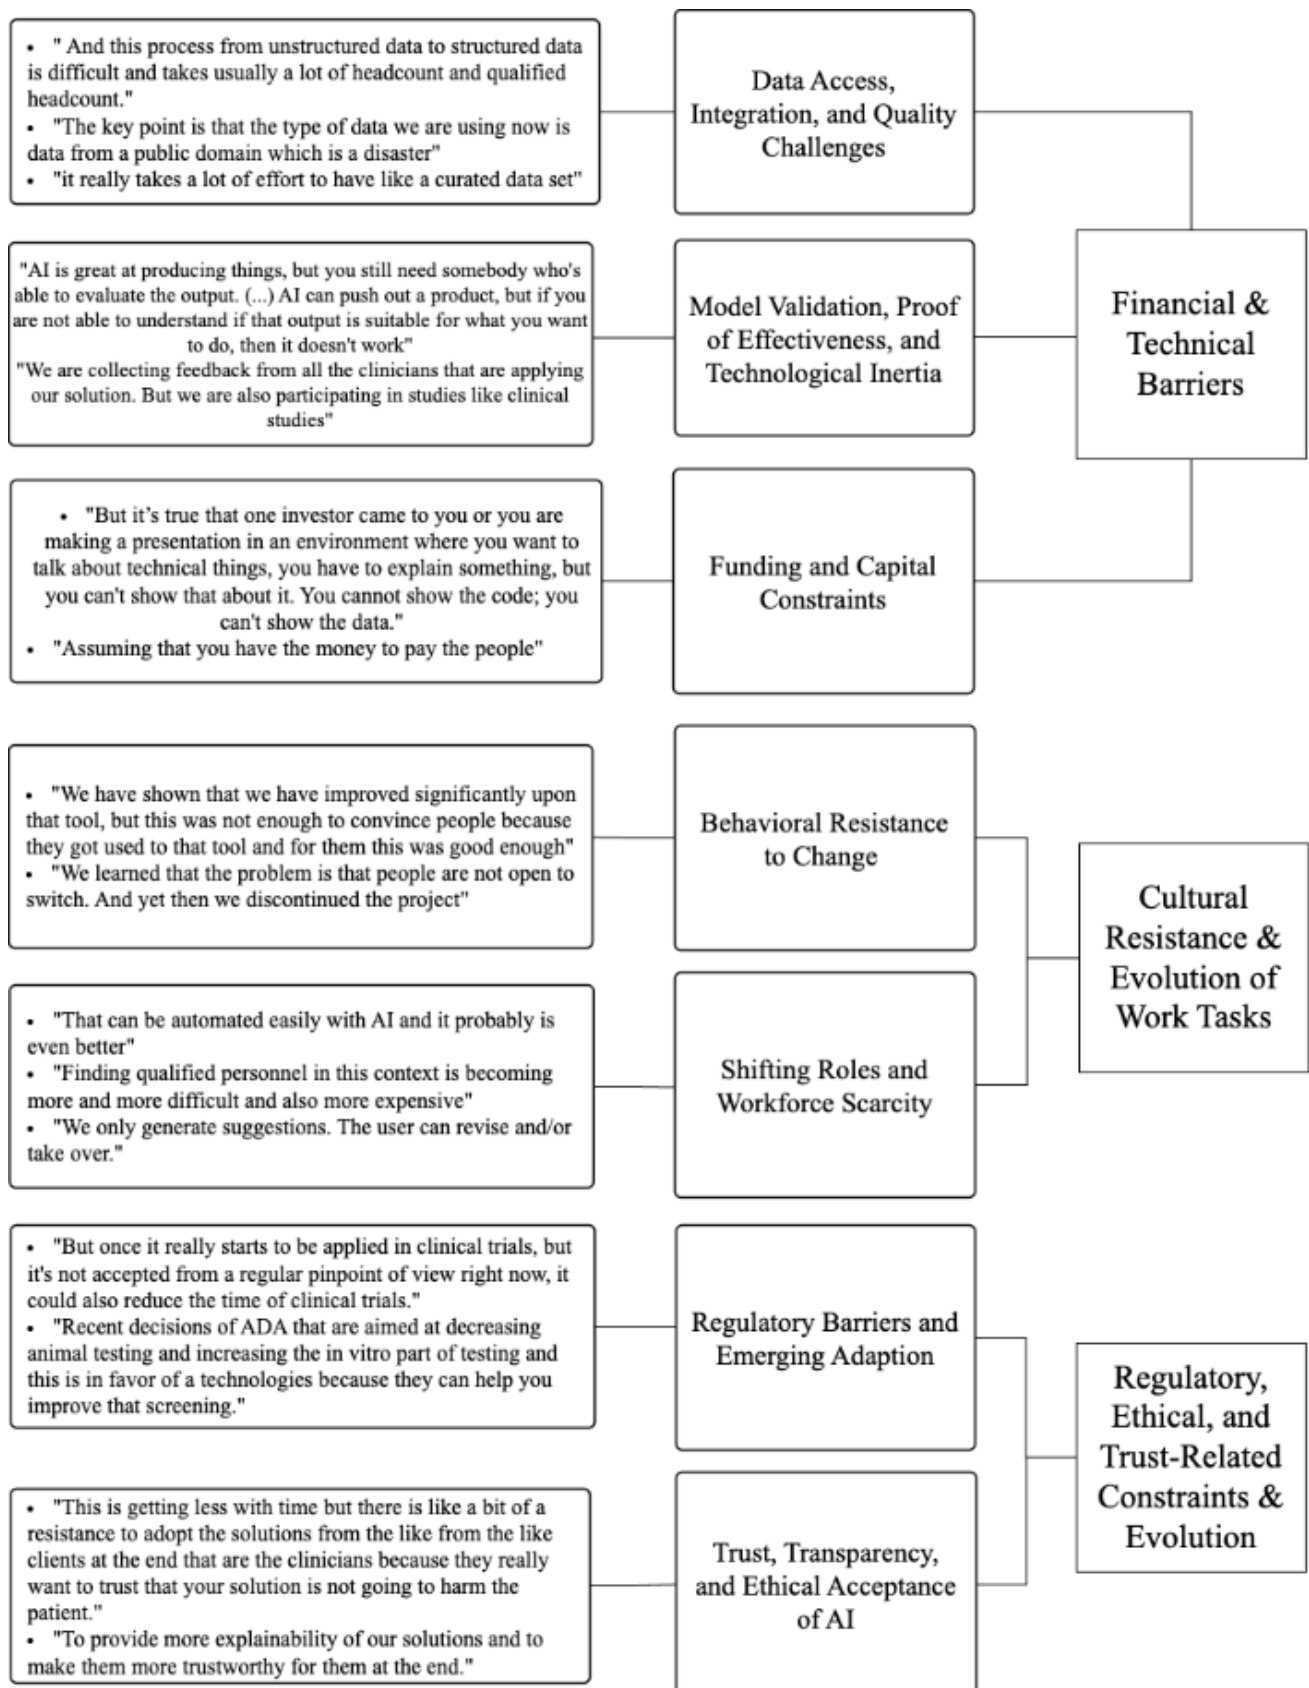 • " And this process from unstructured data to structured data
is difficult and takes usually a lot of headcount and qualified
headcount."
• "The key point is that the type of data we are using now is
data from a public domain which is a disaster"
• "it really takes a lot of effort to have like a curated data set"
Data Access,
Integration, and Quality
Challenges
"AI is great at producing things, but you still need somebody who's
able to evaluate the output. (...) AI can push out a product, but if you
are not able to understand if that output is suitable for what you want
to do, then it doesn't work"
"We are collecting feedback from all the clinicians that are applying
our solution. But we are also participating in studies like clinical
studies"
Model Validation, Proof
of Effectiveness, and
Technological Inertia
Financial &
Technical
Barriers
• "But it’s true that one investor came to you or you are
making a presentation in an environment where you want to
talk about technical things, you have to explain something, but
you can't show that about it. You cannot show the code; you
can't show the data."
• "Assuming that you have the money to pay the people"
Funding and Capital
Constraints
• "We have shown that we have improved significantly upon
that tool, but this was not enough to convince people because
they got used to that tool and for them this was good enough"
• "We learned that the problem is that people are not open to
switch. And yet then we discontinued the project"
Behavioral Resistance
to Change
Cultural
Resistance &
Evolution of
Work Tasks
• "That can be automated easily with AI and it probably is
even better"
• "Finding qualified personnel in this context is becoming
more and more difficult and also more expensive"
• "We only generate suggestions. The user can revise and/or
take over."
Shifting Roles and
Workforce Scarcity
• "But once it really starts to be applied in clinical trials, but
it's not accepted from a regular pinpoint of view right now, it
could also reduce the time of clinical trials."
• "Recent decisions of ADA that are aimed at decreasing
animal testing and increasing the in vitro part of testing and
this is in favor of a technologies because they can help you
improve that screening."
Regulatory Barriers and
Emerging Adaption
Regulatory,
Ethical, and
Trust-Related
Constraints &
Evolution
• "This is getting less with time but there is like a bit of a
resistance to adopt the solutions from the like from the like
clients at the end that are the clinicians because they really
want to trust that your solution is not going to harm the
patient."
• "To provide more explainability of our solutions and to
make them more trustworthy for them at the end."
Trust, Transparency,
and Ethical Acceptance
of AI